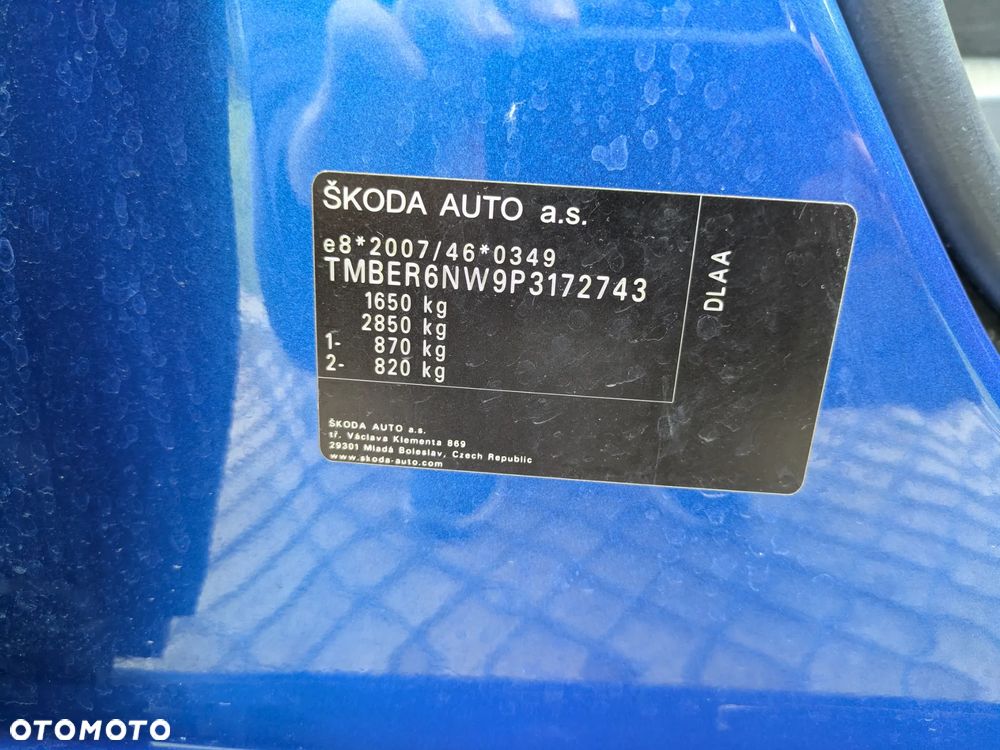 ŠKODA AUTO a.s.
e8*2007/46*0349
TMBER6NW9P3172743
1650 kg
2850 kg
1- 870 kg
2- 820 kg
DLAA
ŠKODA AUTO a.s.
tř. Václava Klementa 869
29301 Mladá Boleslav, Czech Republic
www.skoda-auto.com
OTOMOTO